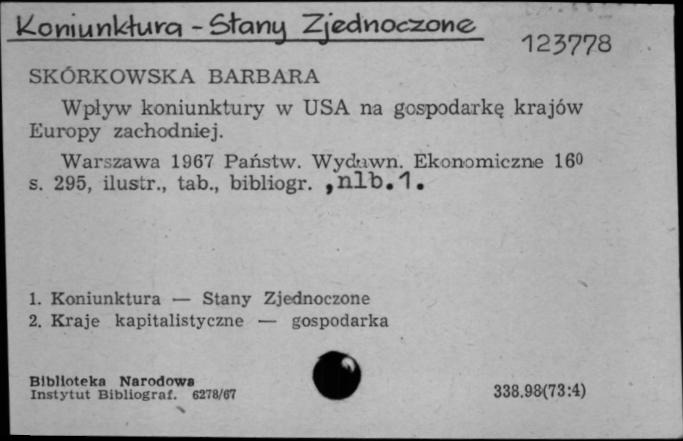 Koniunktura - Stany Zjednoczone
123778
SKÓRKOWSKA BARBARA
Wpływ koniunktury w USA na gospodarkę krajów
Europy zachodniej.
Warszawa 1967 Państw. Wydawn. Ekonomiczne 16⁰
s. 295, ilustr., tab., bibliogr. ,nlb.1.
1. Koniunktura — Stany Zjednoczone
2. Kraje kapitalistyczne — gospodarka
Biblioteka Narodowa
Instytut Bibliograf. 6278/67
338.98(73:4)